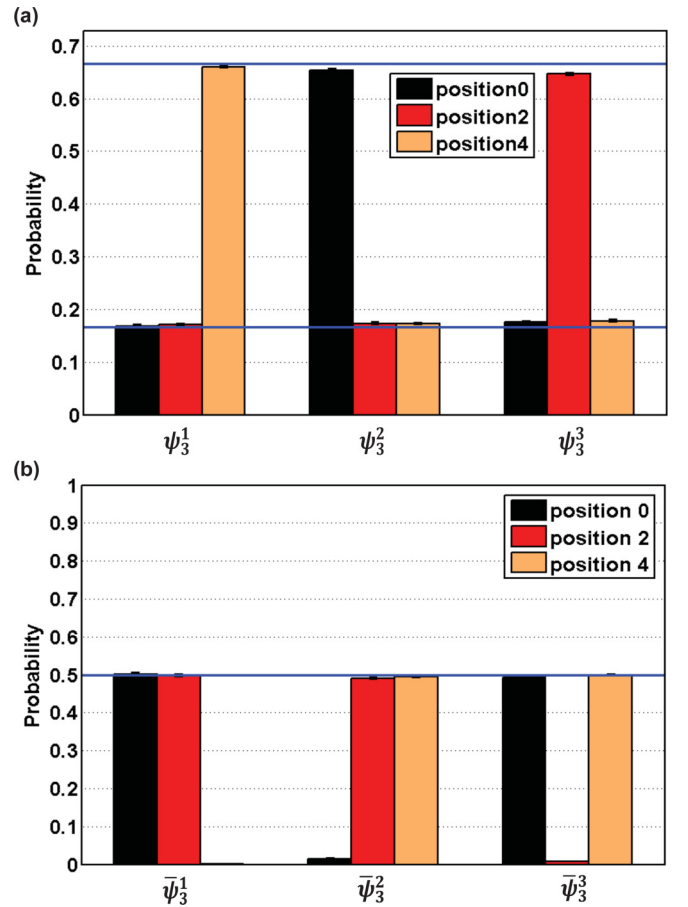 (a)
0.7
0.6
0.5
0.4
0.3
0.2
0.1
0
Probability
position0
position2
position4
ψ₃¹ ψ₃² ψ₃³
(b)
1
0.9
0.8
0.7
0.6
0.5
0.4
0.3
0.2
0.1
0
Probability
position 0
position 2
position 4
ψ̄₃¹ ψ̄₃² ψ̄₃³